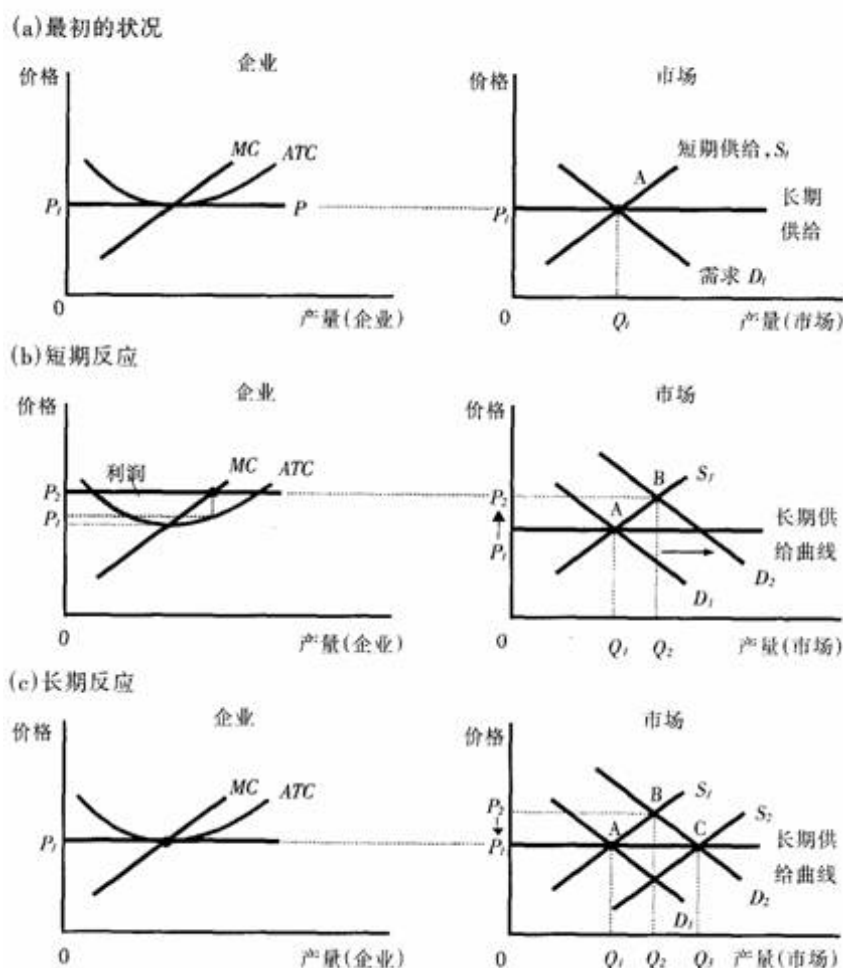 (a)最初的状况
企业
市场
价格
价格
MC
ATC
短期供给,S₁
A
P₁
P
P₁
长期
供给
需求 D₁
0
产量(企业)
0
Q₁
产量(市场)
(b)短期反应
企业
市场
价格
价格
利润
MC
ATC
B
S₁
P₂
P₂
A
长期供
P₁
P₁
给曲线
D₁
D₂
0
产量(企业)
0
Q₁
Q₂
产量(市场)
(c)长期反应
企业
市场
价格
价格
MC
ATC
B
S₁
P₂
S₂
A
C
P₁
P₁
长期供
给曲线
D₁
D₂
0
产量(企业)
0
Q₁
Q₂
Q₃
产量(市场)